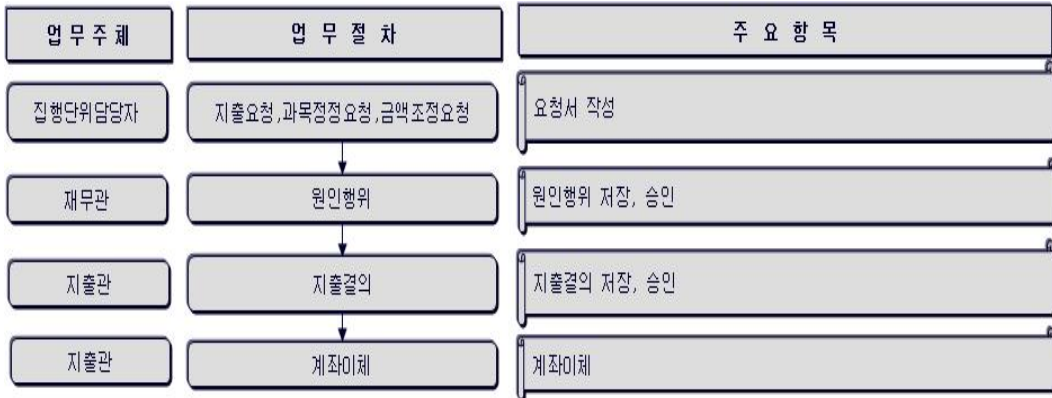 업 무 주 체
업 무 절 차
주 요 항 목
집행단위담당자
지출요청,과목정정요청,금액조정요청
요청서 작성
재무관
원인행위
원인행위 저장, 승인
지출관
지출결의
지출결의 저장, 승인
지출관
계좌이체
계좌이체